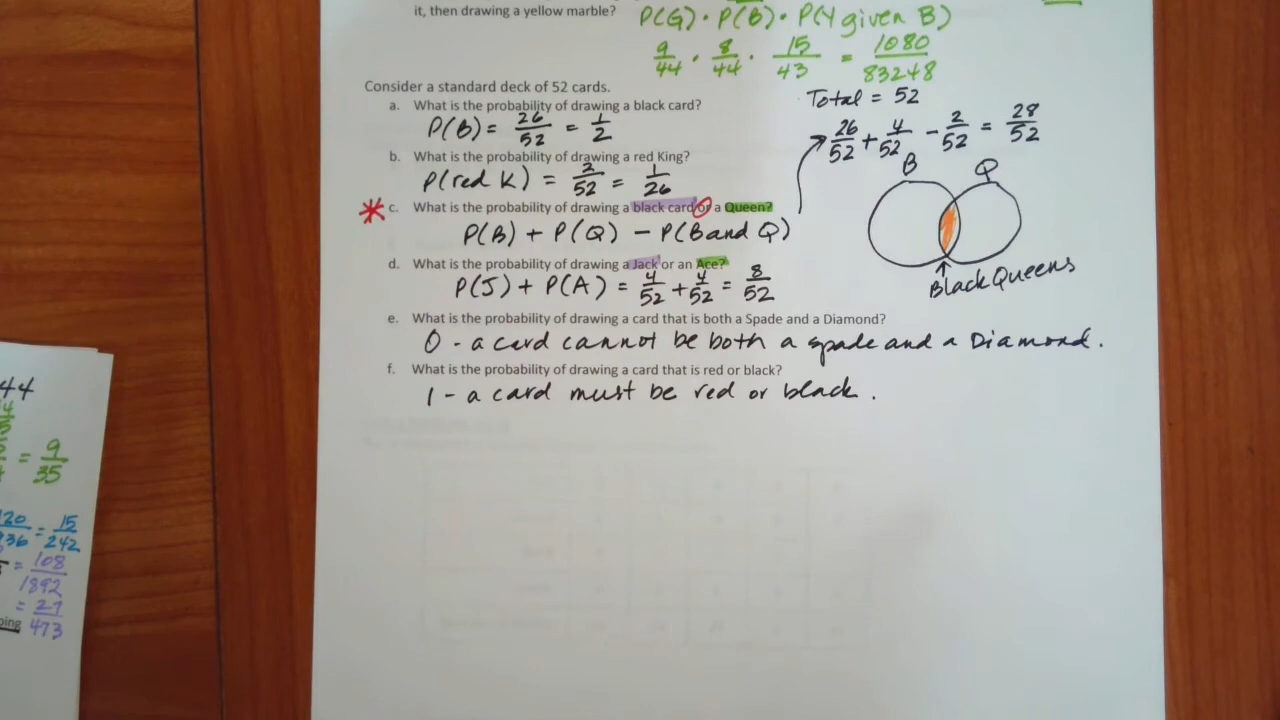 it, then drawing a yellow marble? P(G) · P(B) · P(Y given B)
9/44 · 8/44 · 15/43 = 1080/83248
Consider a standard deck of 52 cards.
Total = 52
a. What is the probability of drawing a black card?
P(B) = 26/52 = 1/2
26/52 + 4/52 - 2/52 = 28/52
b. What is the probability of drawing a red King?
P(red K) = 2/52 = 1/26
B Q
* c. What is the probability of drawing a black card or a Queen?
P(B) + P(Q) - P(B and Q)
d. What is the probability of drawing a Jack or an Ace?
P(J) + P(A) = 4/52 + 4/52 = 8/52
Black Queens
e. What is the probability of drawing a card that is both a Spade and a Diamond?
0 - a card cannot be both a spade and a Diamond.
f. What is the probability of drawing a card that is red or black?
1 - a card must be red or black.
44
= 9/35
= 15/242
= 108/1892
= 27/473